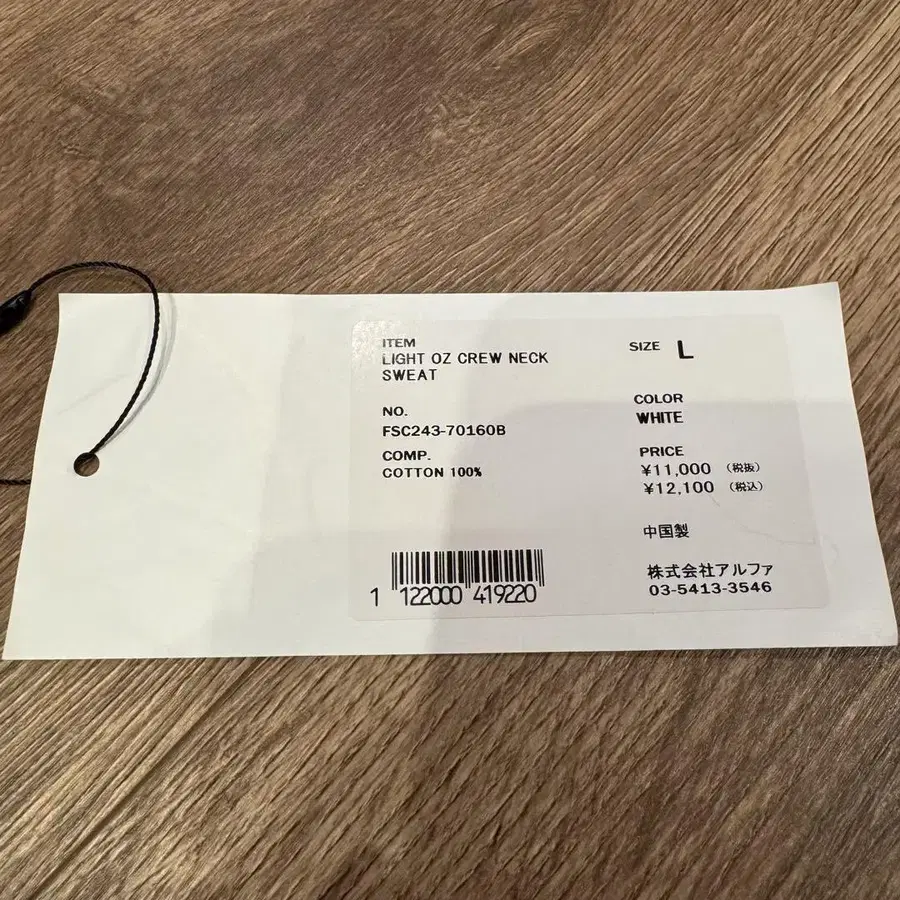 ITEM
LIGHT OZ CREW NECK
SWEAT
NO.
FSC243-70160B
COMP.
COTTON 100%
1 122000 419220
SIZE L
COLOR
WHITE
PRICE
¥11,000 (税抜)
¥12,100 (税込)
中国製
株式会社アルファ
03-5413-3546